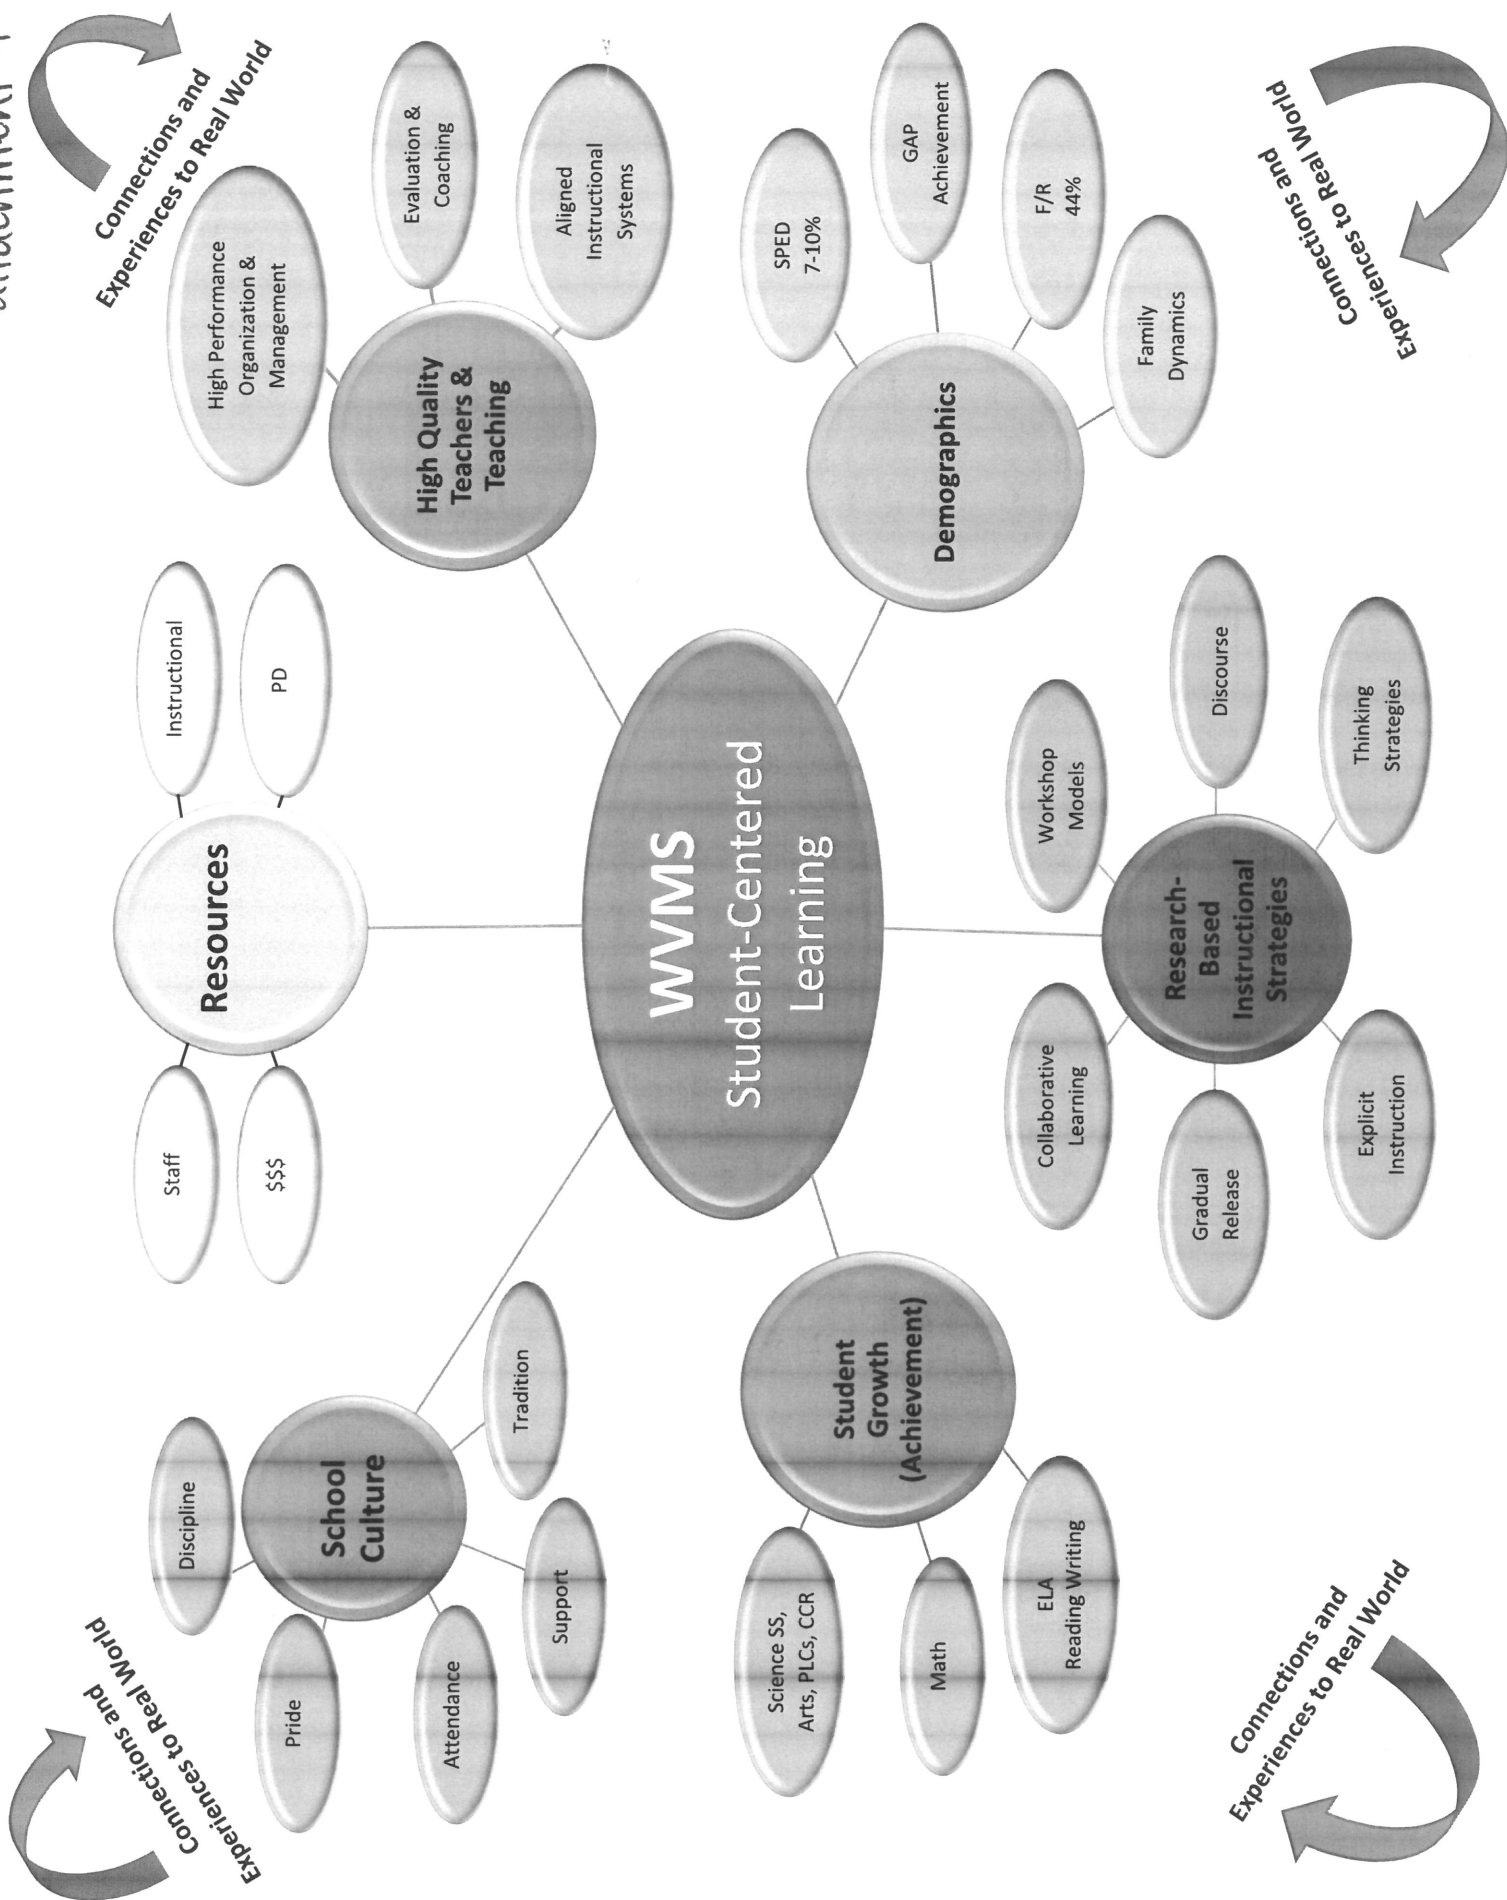 Connections and
Experiences to Real World
Discipline
Pride
School
Culture
Attendance
Tradition
Support
Staff
$$$
Resources
Instructional
PD
High Performance
Organization &
Management
Connections and
Experiences to Real World
Evaluation &
Coaching
High Quality
Teachers &
Teaching
Aligned
Instructional
Systems
WVMS
Student-Centered
Learning
Science SS,
Arts, PLCs, CCR
Student
Growth
(Achievement)
Math
ELA
Reading Writing
SPED
7-10%
GAP
Achievement
Demographics
F/R
44%
Family
Dynamics
Collaborative
Learning
Workshop
Models
Gradual
Release
Research-
Based
Instructional
Strategies
Discourse
Explicit
Instruction
Thinking
Strategies
Connections and
Experiences to Real World
Connections and
Experiences to Real World